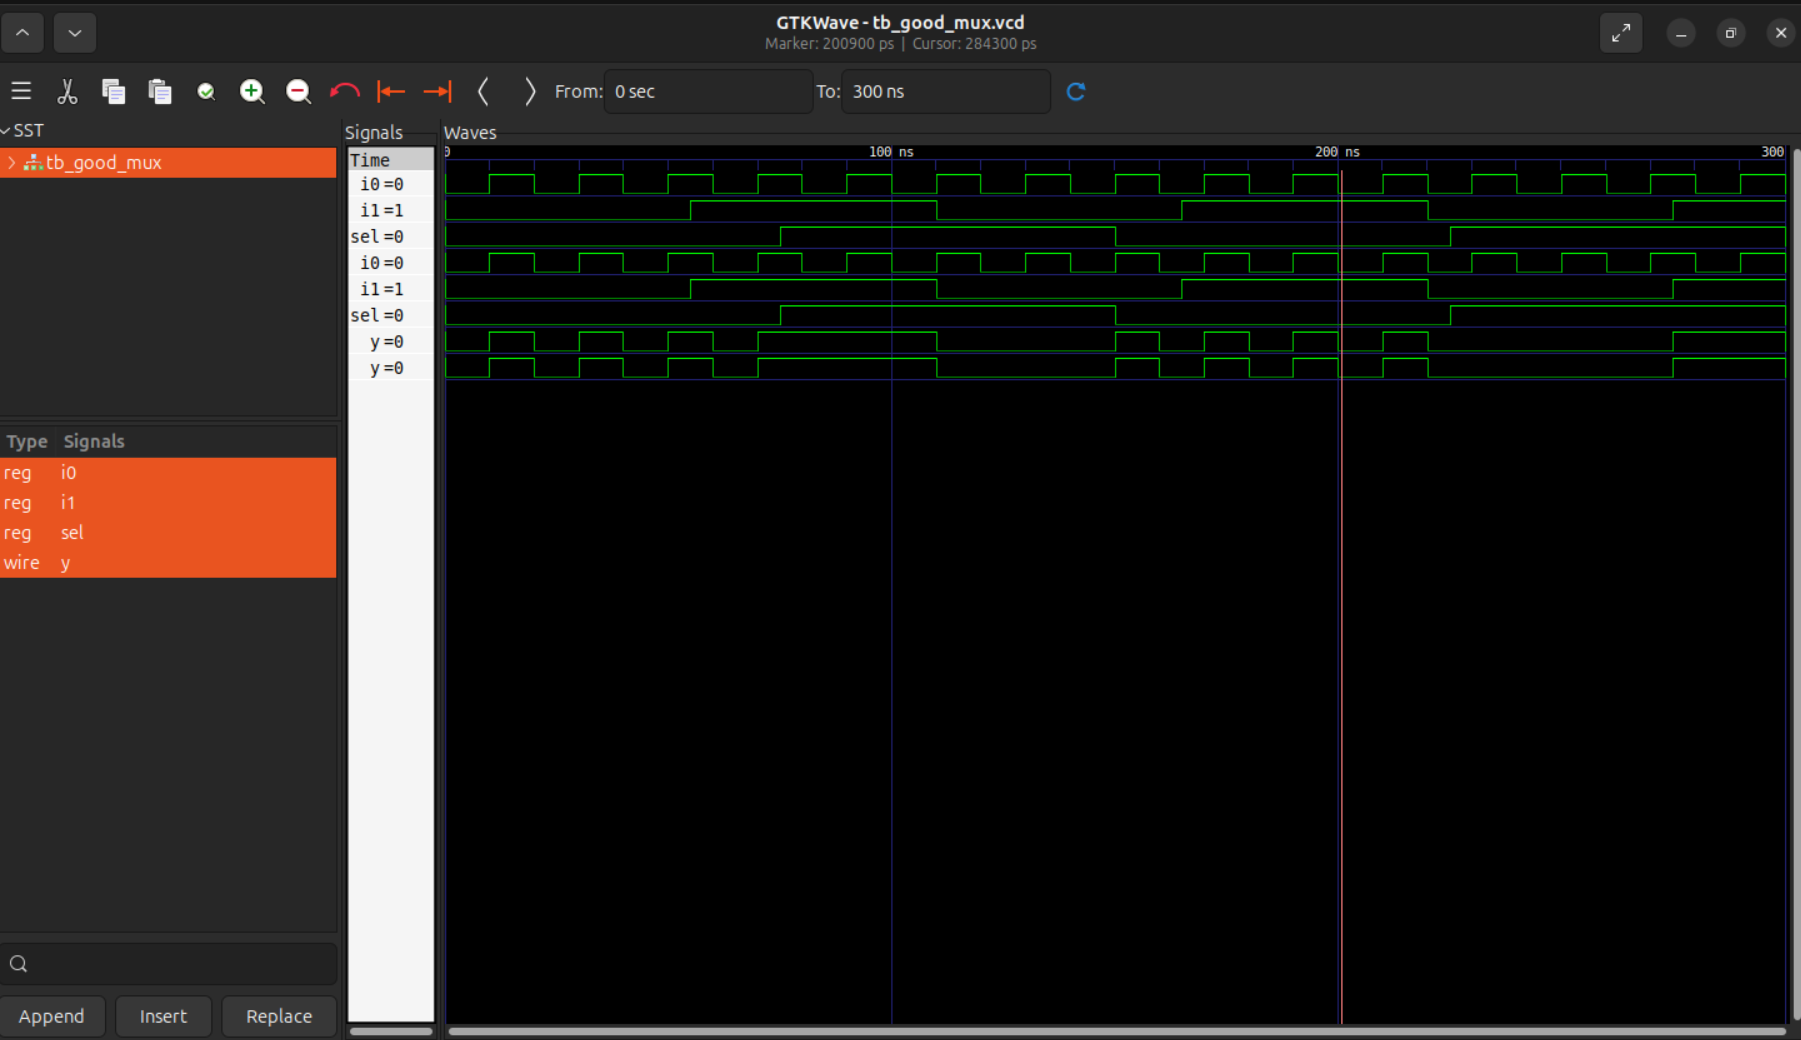 GTKWave - tb_good_mux.vcd
Marker: 200900 ps | Cursor: 284300 ps
From: 0 sec To: 300 ns
SST
tb_good_mux
Type Signals
reg i0
reg i1
reg sel
wire y
Append Insert Replace
Signals
Time
i0 =0
i1 =1
sel =0
i0 =0
i1 =1
sel =0
y =0
y =0
Waves
0 100 ns 200 ns 300